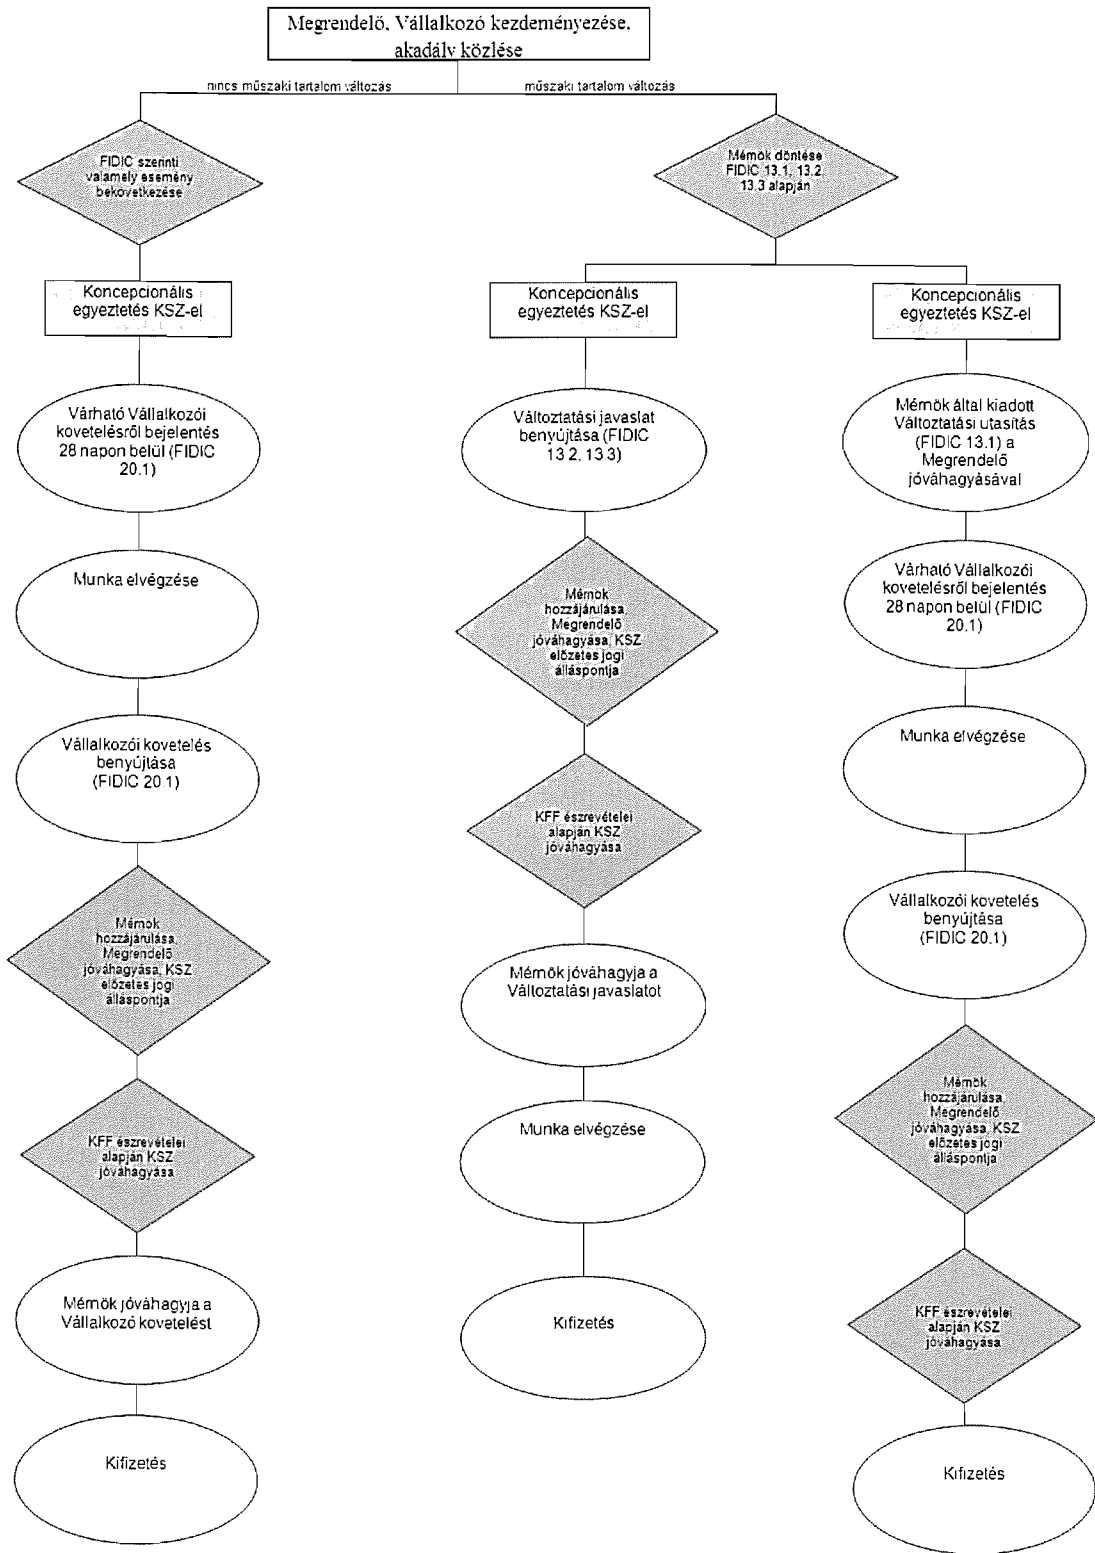 Megrendelő, Vállalkozó kezdeményezése,
akadály közlése
nincs műszaki tartalom változás
műszaki tartalom változás
FIDIC szerinti
valamely esemény
bekövetkezése
Mérnök döntése
FIDIC 13.1, 13.2,
13.3 alapján
Koncepcionális
egyeztetés KSZ-el
Koncepcionális
egyeztetés KSZ-el
Koncepcionális
egyeztetés KSZ-el
Várható Vállalkozói
követelésről bejelentés
28 napon belül (FIDIC
20.1)
Munka elvégzése
Vállalkozói követelés
benyújtása
(FIDIC 20.1)
Mérnök
hozzájárulása,
Megrendelő
jóváhagyása, KSZ
előzetes jogi
álláspontja
KFF észrevételei
alapján KSZ
jóváhagyása
Mérnök jóváhagyja a
Vállalkozó követelést
Kifizetés
Változtatási javaslat
benyújtása (FIDIC
13.2, 13.3)
Mérnök
hozzájárulása,
Megrendelő
jóváhagyása, KSZ
előzetes jogi
álláspontja
KFF észrevételei
alapján KSZ
jóváhagyása
Mérnök jóváhagyja a
Változtatási javaslatot
Munka elvégzése
Kifizetés
Mérnök által kiadott
Változtatási utasítás
(FIDIC 13.1) a
Megrendelő
jóváhagyásával
Várható Vállalkozói
követelésről bejelentés
28 napon belül (FIDIC
20.1)
Munka elvégzése
Vállalkozói követelés
benyújtása
(FIDIC 20.1)
Mérnök
hozzájárulása,
Megrendelő
jóváhagyása, KSZ
előzetes jogi
álláspontja
KFF észrevételei
alapján KSZ
jóváhagyása
Kifizetés